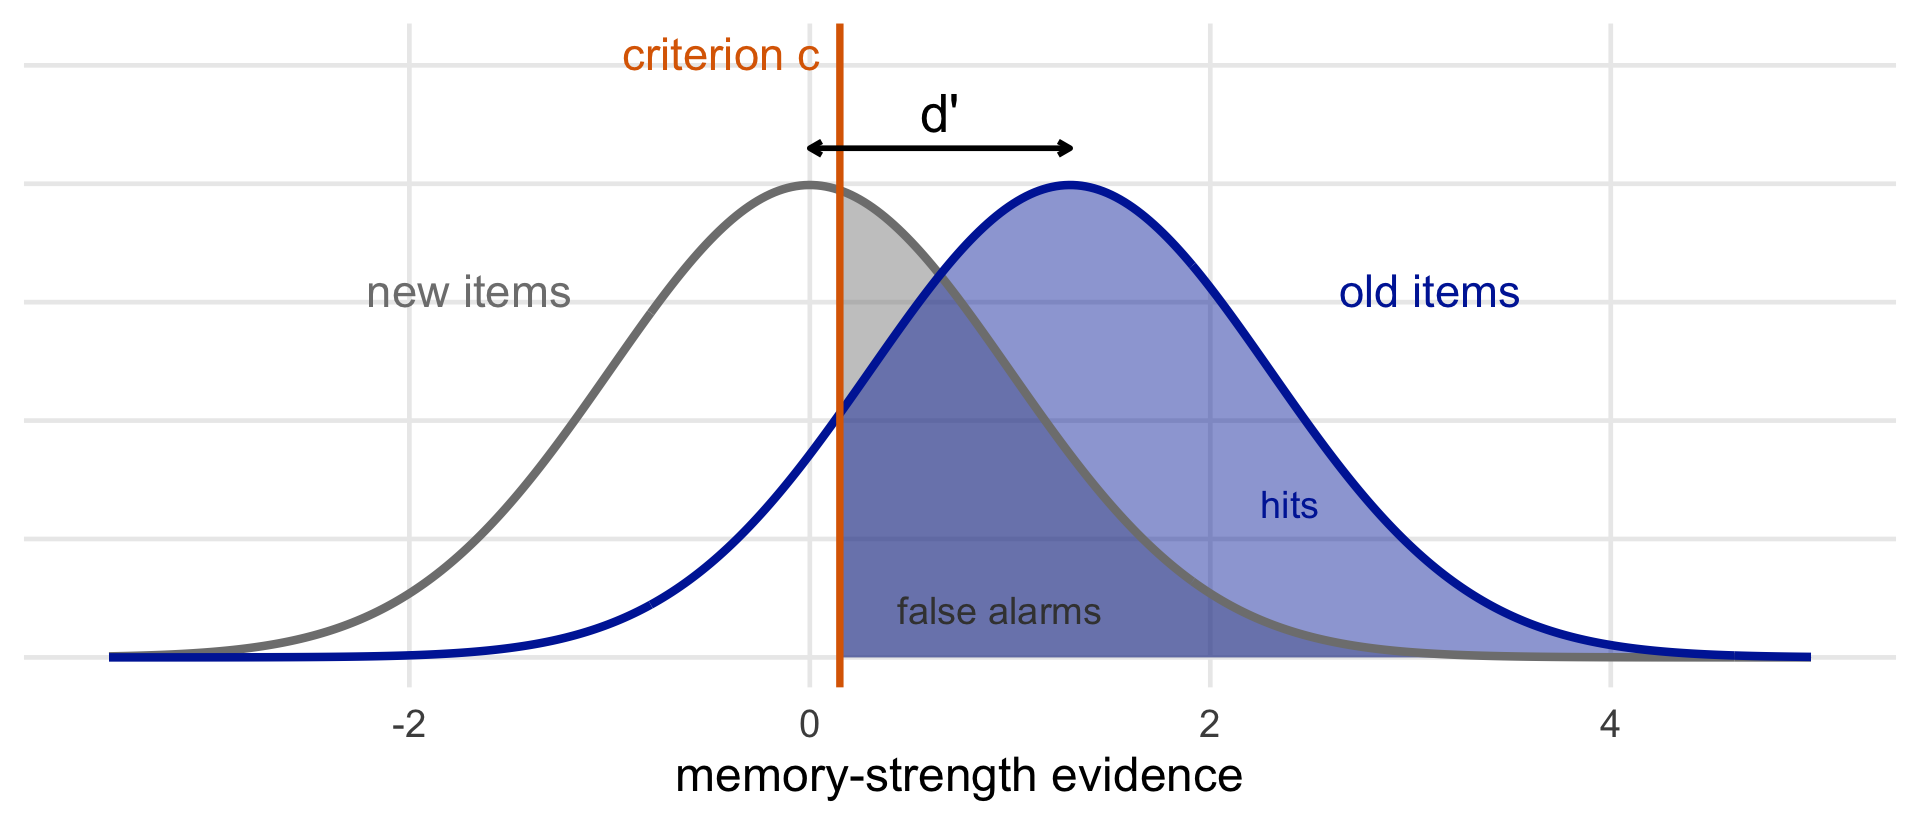 criterion c
d'
new items
old items
hits
false alarms
-2 0 2 4
memory-strength evidence